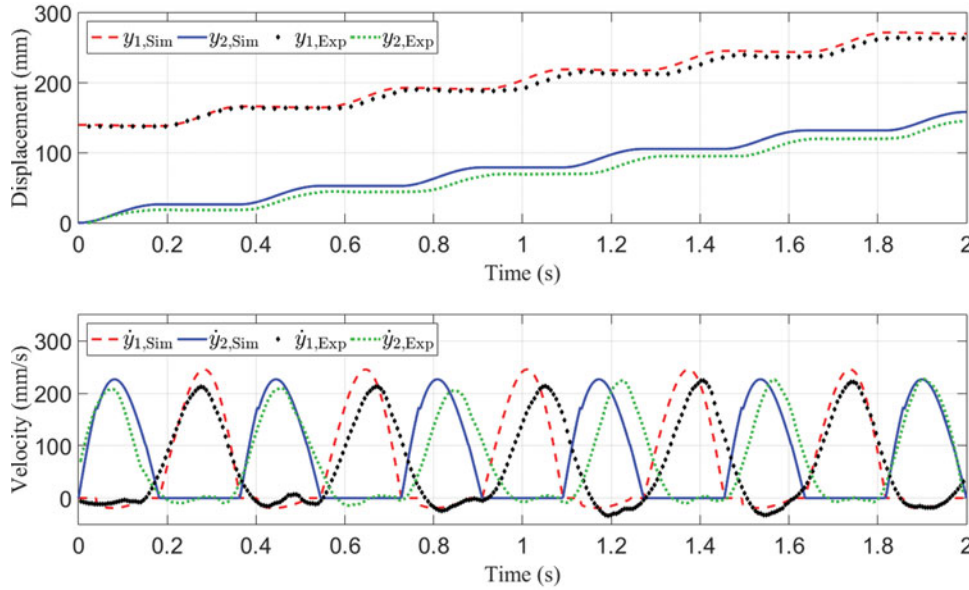 300
y1,Sim y2,Sim y1,Exp y2,Exp
200
100
0
Displacement (mm)
0 0.2 0.4 0.6 0.8 1 1.2 1.4 1.6 1.8 2
Time (s)
300
ẏ1,Sim ẏ2,Sim ẏ1,Exp ẏ2,Exp
200
100
0
Velocity (mm/s)
0 0.2 0.4 0.6 0.8 1 1.2 1.4 1.6 1.8 2
Time (s)